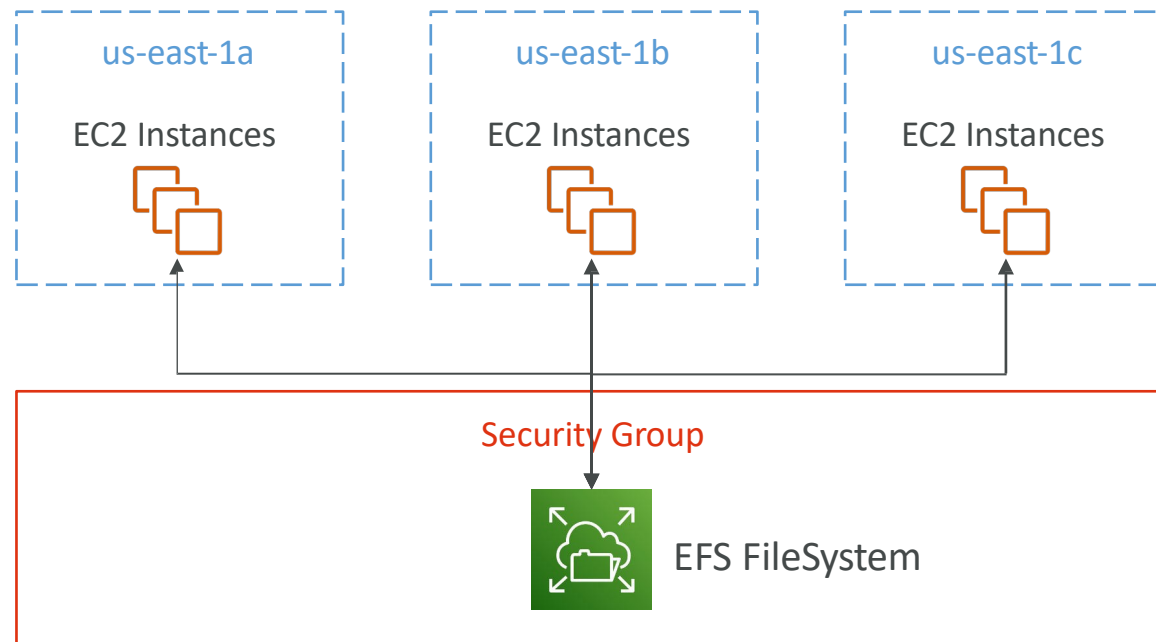 us-east-1a
us-east-1b
us-east-1c
EC2 Instances
EC2 Instances
EC2 Instances
Security Group
EFS FileSystem